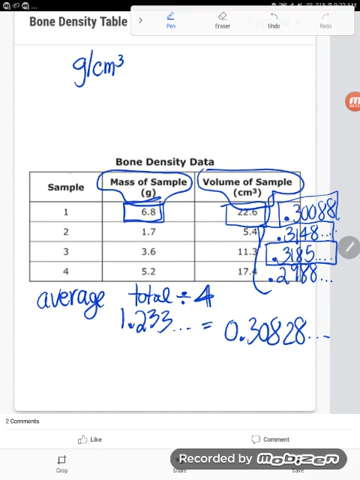 Bone Density Table
Pen
Eraser
Undo
g/cm³
Bone Density Data
Sample Mass of Sample (g) Volume of Sample (cm³)
1 6.8 22.6 .30088
2 1.7 5.4 .3148...
3 3.6 11.3 .3185...
4 5.2 17.4 .2988...
average total ÷ 4
1.233... = 0.30828...
2 Comments
Like
Comment
Recorded by Mobizen
Crop
Save